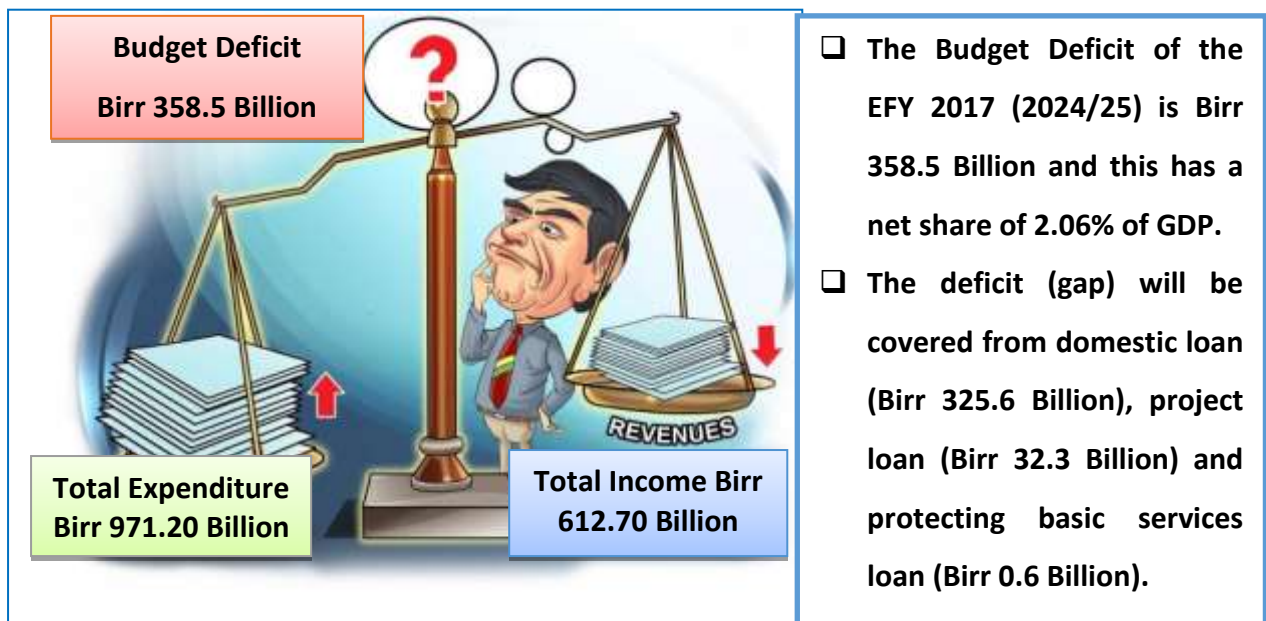 Budget Deficit
Birr 358.5 Billion
?
Total Expenditure
Birr 971.20 Billion
REVENUES
Total Income Birr
612.70 Billion
❑ The Budget Deficit of the
EFY 2017 (2024/25) is Birr
358.5 Billion and this has a
net share of 2.06% of GDP.
❑ The deficit (gap) will be
covered from domestic loan
(Birr 325.6 Billion), project
loan (Birr 32.3 Billion) and
protecting basic services
loan (Birr 0.6 Billion).